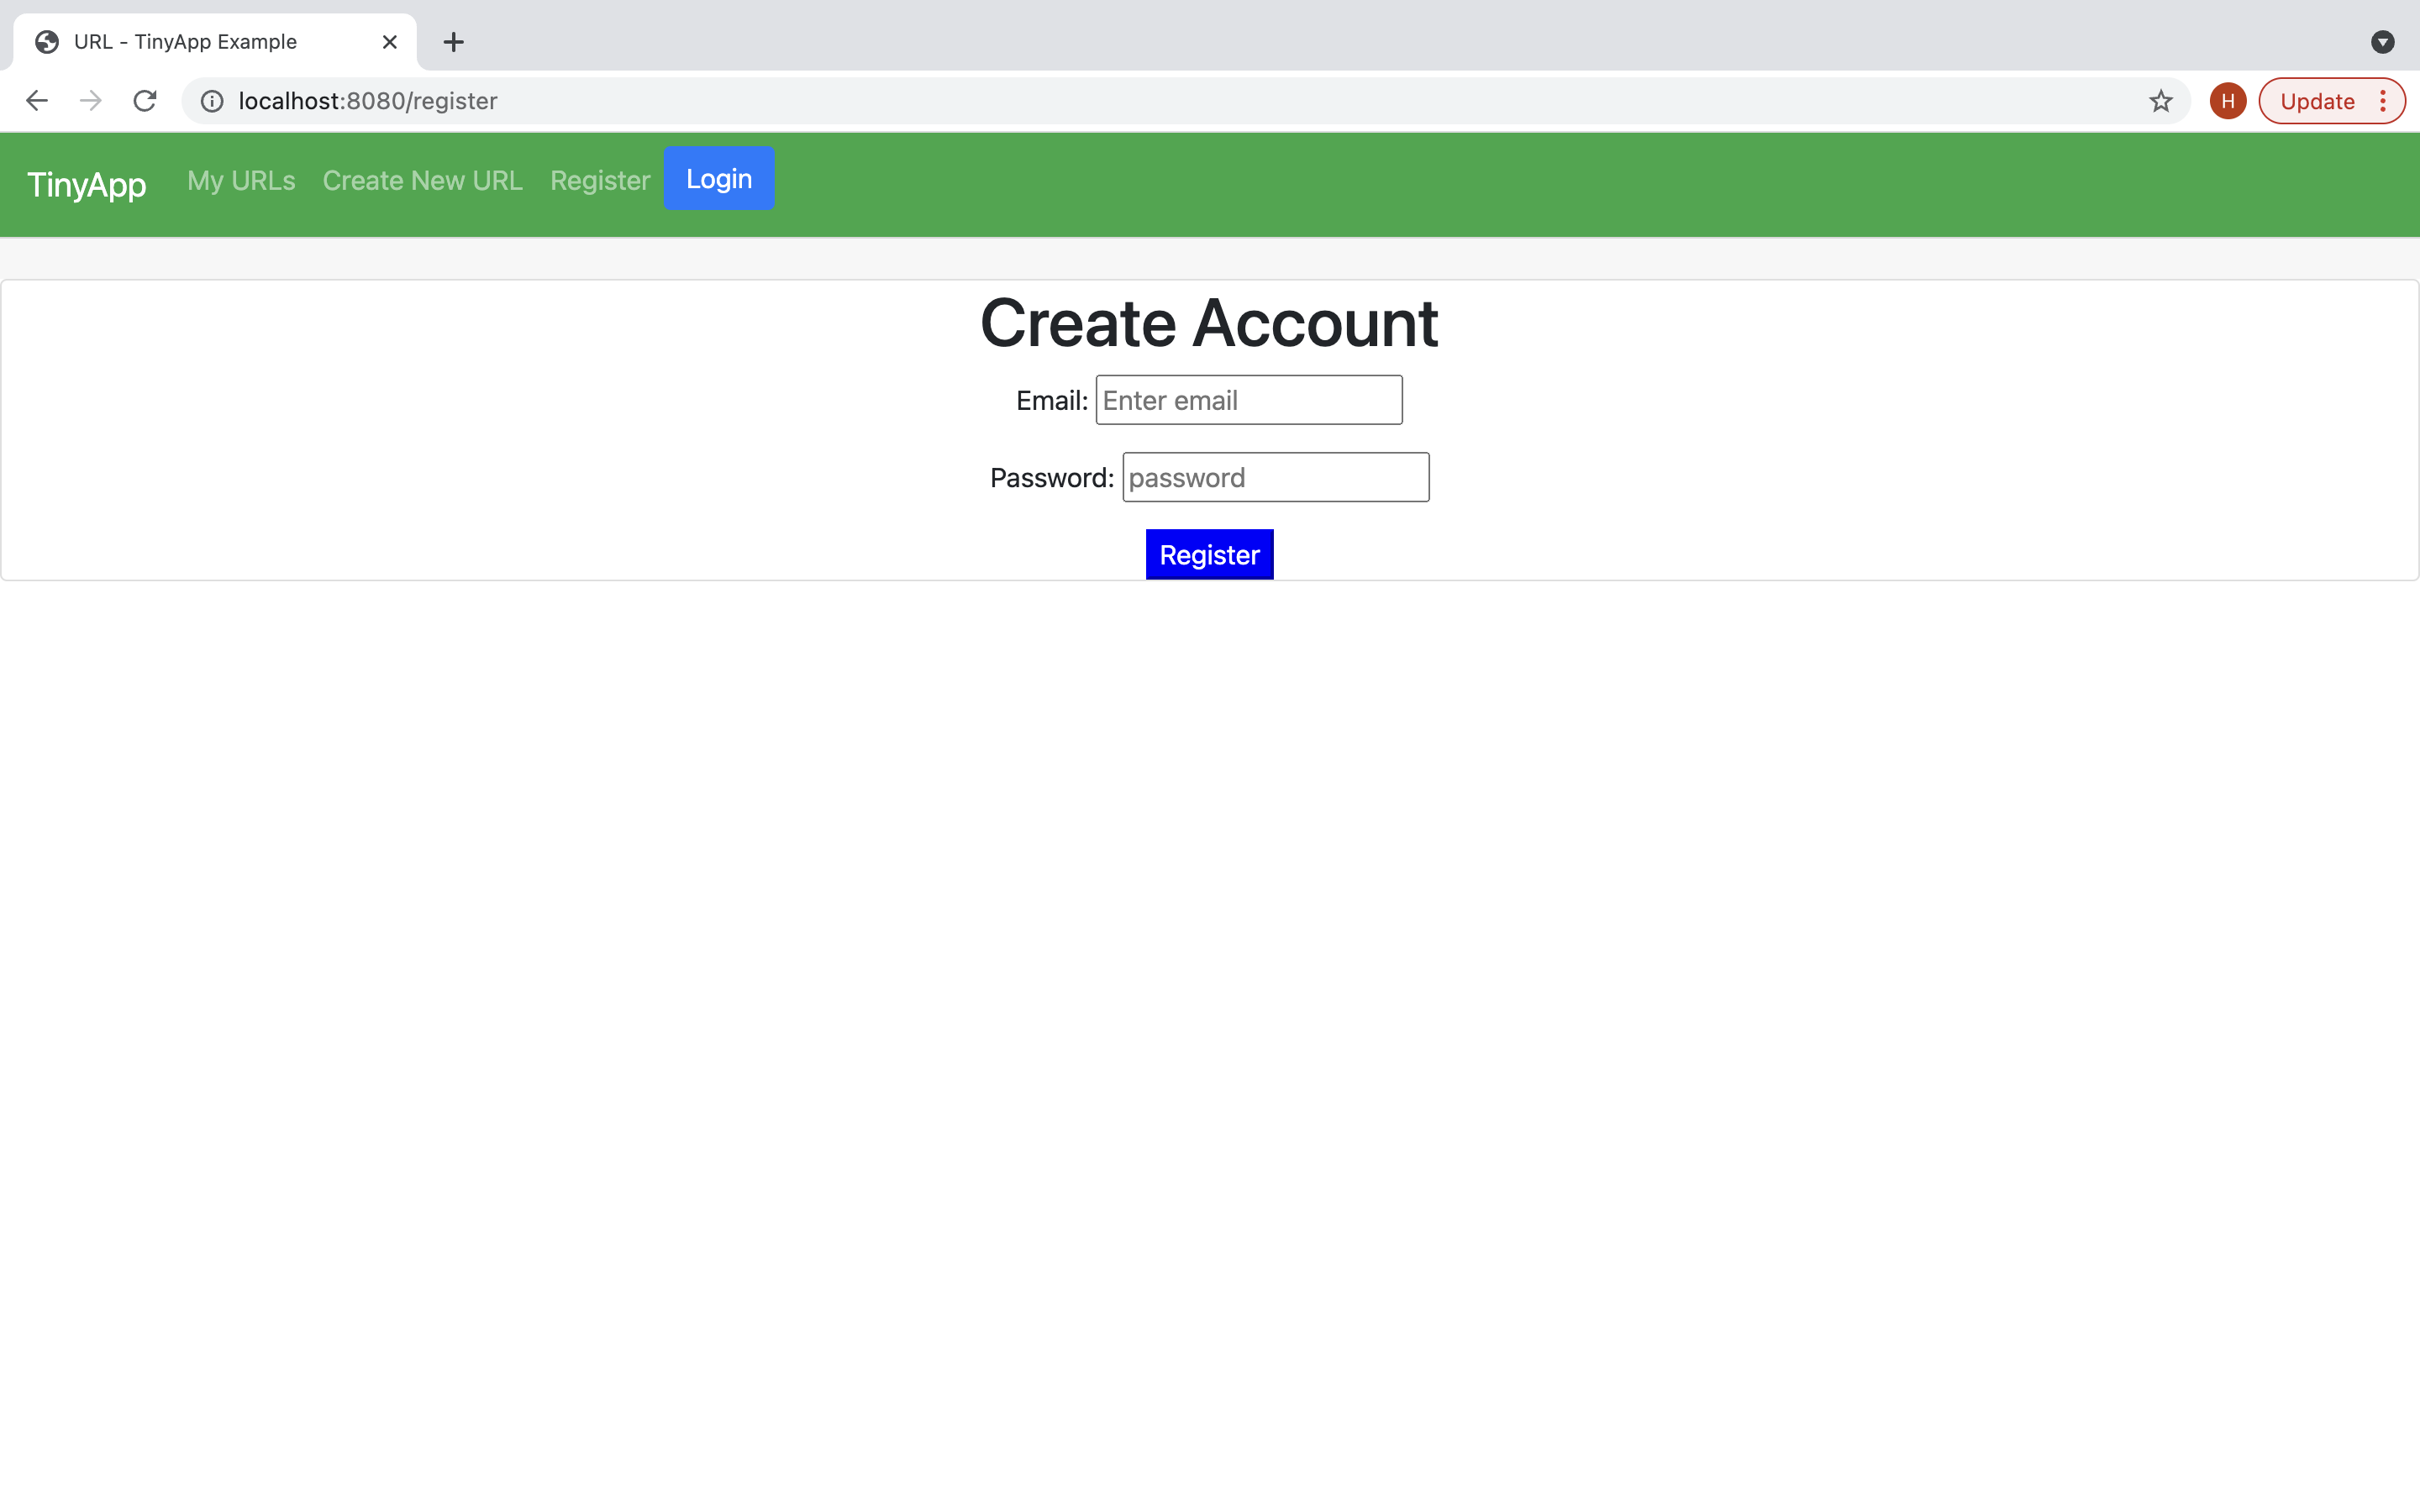 URL - TinyApp Example
localhost:8080/register
H
Update
TinyApp My URLs Create New URL Register Login
Create Account
Email: Enter email
Password: password
Register